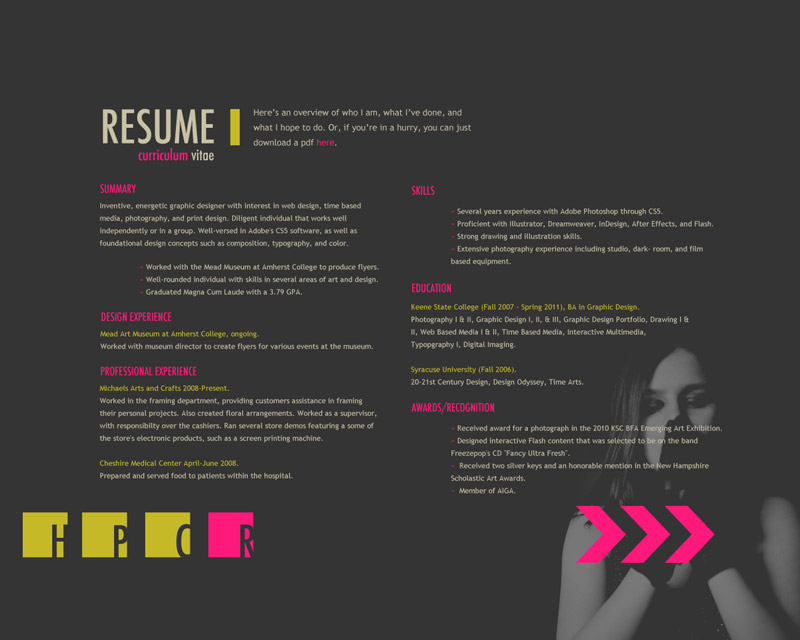 RESUME
curriculum vitae
Here's an overview of who I am, what I've done, and
what I hope to do. Or, if you're in a hurry, you can just
download a pdf here.
SUMMARY
Inventive, energetic graphic designer with interest in web design, time based
media, photography, and print design. Diligent individual that works well
independently or in a group. Well-versed in Adobe's CS5 software, as well as
foundational design concepts such as composition, typography, and color.
- Worked with the Mead Museum at Amherst College to produce flyers.
- Well-rounded individual with skills in several areas of art and design.
- Graduated Magna Cum Laude with a 3.79 GPA.
DESIGN EXPERIENCE
Mead Art Museum at Amherst College, ongoing.
Worked with museum director to create flyers for various events at the museum.
PROFESSIONAL EXPERIENCE
Michaels Arts and Crafts 2008-Present.
Worked in the framing department, providing customers assistance in framing
their personal projects. Also created floral arrangements. Worked as a supervisor,
with responsibilty over the cashiers. Ran several store demos featuring a some of
the store's electronic products, such as a screen printing machine.
Cheshire Medical Center April-June 2008.
Prepared and served food to patients within the hospital.
SKILLS
- Several years experience with Adobe Photoshop through CS5.
- Proficient with Illustrator, Dreamweaver, InDesign, After Effects, and Flash.
- Strong drawing and illustration skills.
- Extensive photography experience including studio, dark- room, and film
based equipment.
EDUCATION
Keene State College (Fall 2007 - Spring 2011), BA in Graphic Design.
Photography I & II, Graphic Design I, II, & III, Graphic Design Portfolio, Drawing I &
II, Web Based Media I & II, Time Based Media, Interactive Multimedia,
Typopgraphy I, Digital Imaging.
Syracuse University (Fall 2006).
20-21st Century Design, Design Odyssey, Time Arts.
AWARDS/RECOGNITION
- Received award for a photograph in the 2010 KSC BFA Emerging Art Exhibition.
- Designed interactive Flash content that was selected to be on the band
Freezepop's CD "Fancy Ultra Fresh".
- Received two silver keys and an honorable mention in the New Hampshire
Scholastic Art Awards.
- Member of AIGA.
H P C R